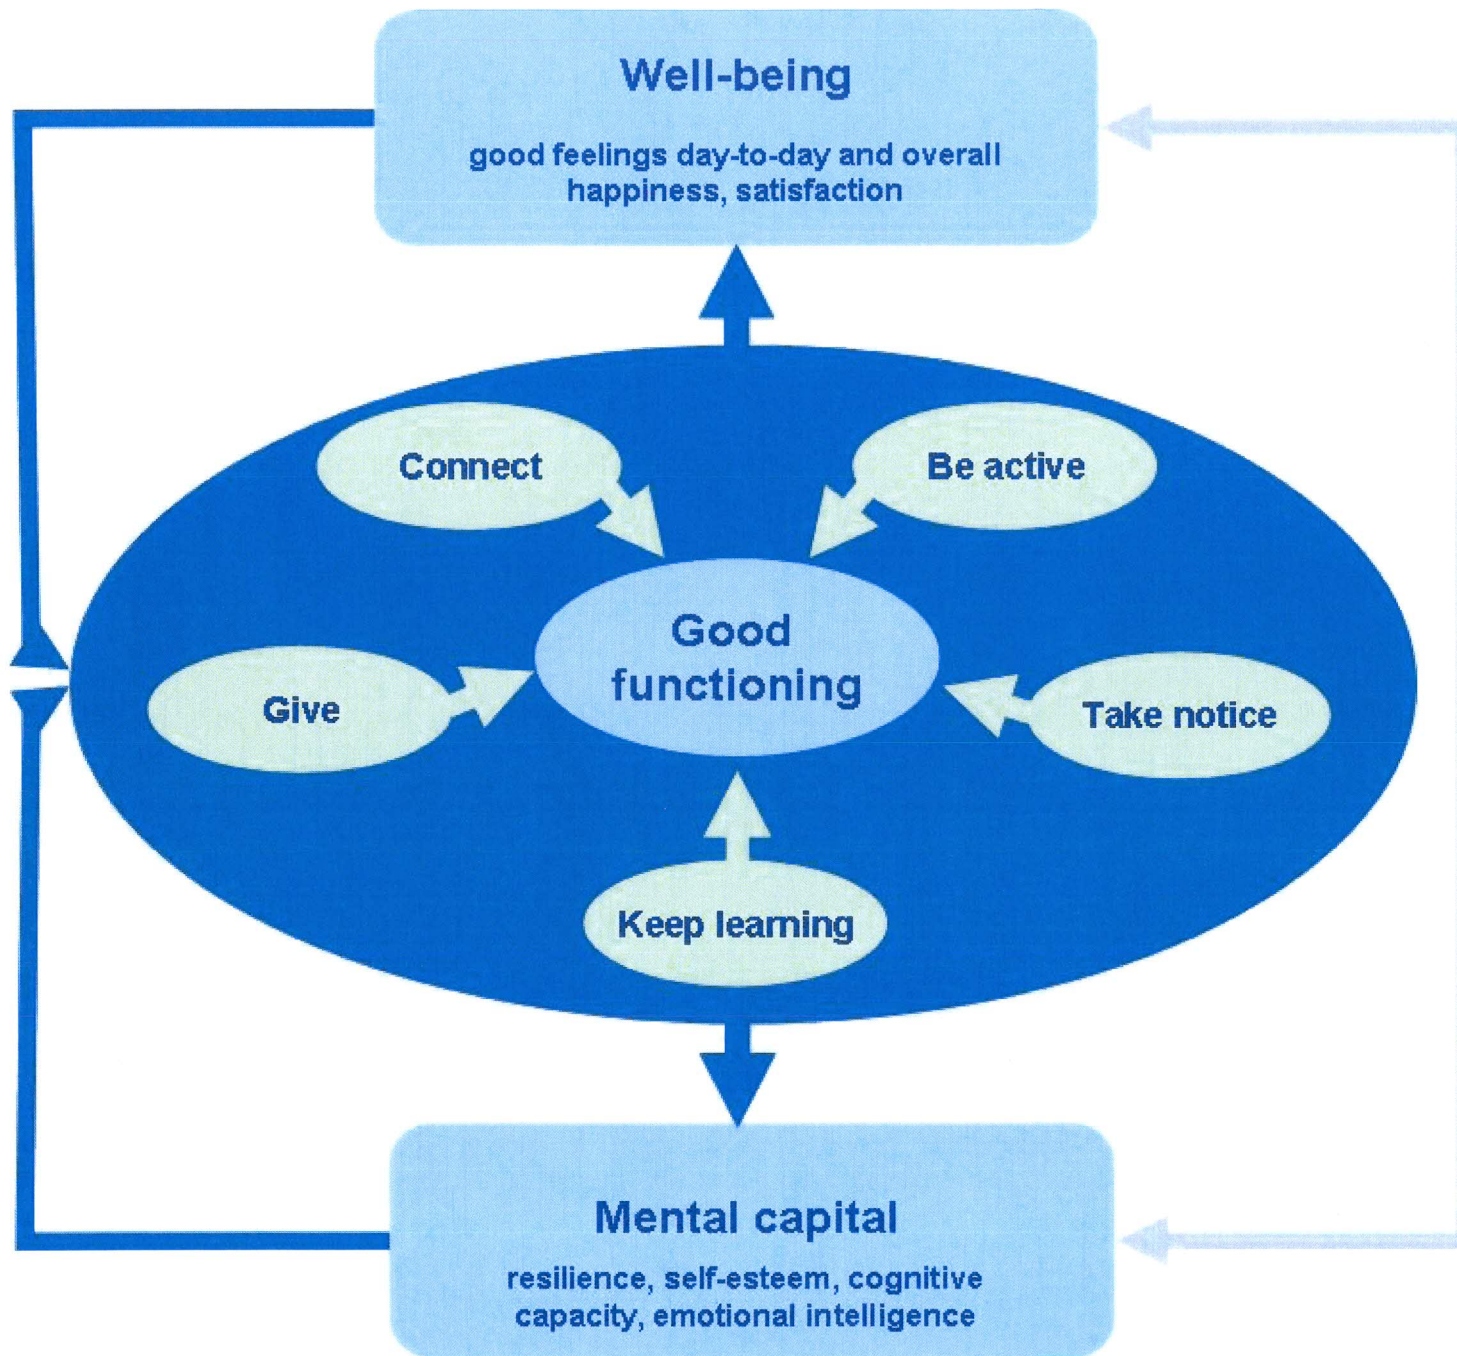 Well-being
good feelings day-to-day and overall
happiness, satisfaction
Connect
Be active
Good
functioning
Give
Take notice
Keep learning
Mental capital
resilience, self-esteem, cognitive
capacity, emotional intelligence